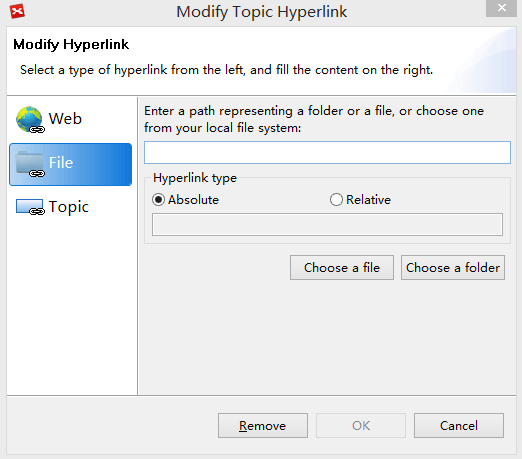 Modify Topic Hyperlink
Modify Hyperlink
Select a type of hyperlink from the left, and fill the content on the right.
Web
File
Topic
Enter a path representing a folder or a file, or choose one
from your local file system:
Hyperlink type
Absolute
Relative
Choose a file
Choose a folder
Remove
OK
Cancel